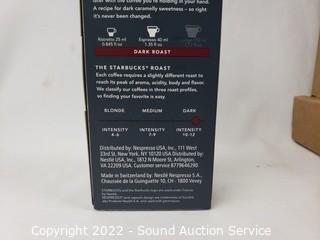 later with the coffee you're holding in your hand.
A recipe for dark caramelly sweetness – so right
it's never been changed.
Ristretto 25 ml
0.845 fl oz
Espresso 40 ml
1.35 fl oz
DARK ROAST
THE STARBUCKS® ROAST
Each coffee requires a slightly different roast to
reach its peak of aroma, acidity, body and flavor.
We classify our coffees in three roast profiles,
so finding your favorite is easy.
BLONDE MEDIUM DARK
INTENSITY INTENSITY INTENSITY
4-6 7-9 10-12
Distributed by: Nespresso USA, Inc., 111 West
33rd St, New York, NY 10120 USA Distributed by:
Nestlé USA, Inc., 1812 N Moore St, Arlington,
VA 22209 USA Customer service 8779646299
Made in Switzerland by: Nestlé Nespresso S.A.,
Chaussée de la Guinguette 10, CH - 1800 Vevey
Copyright 2022 - Sound Auction Service